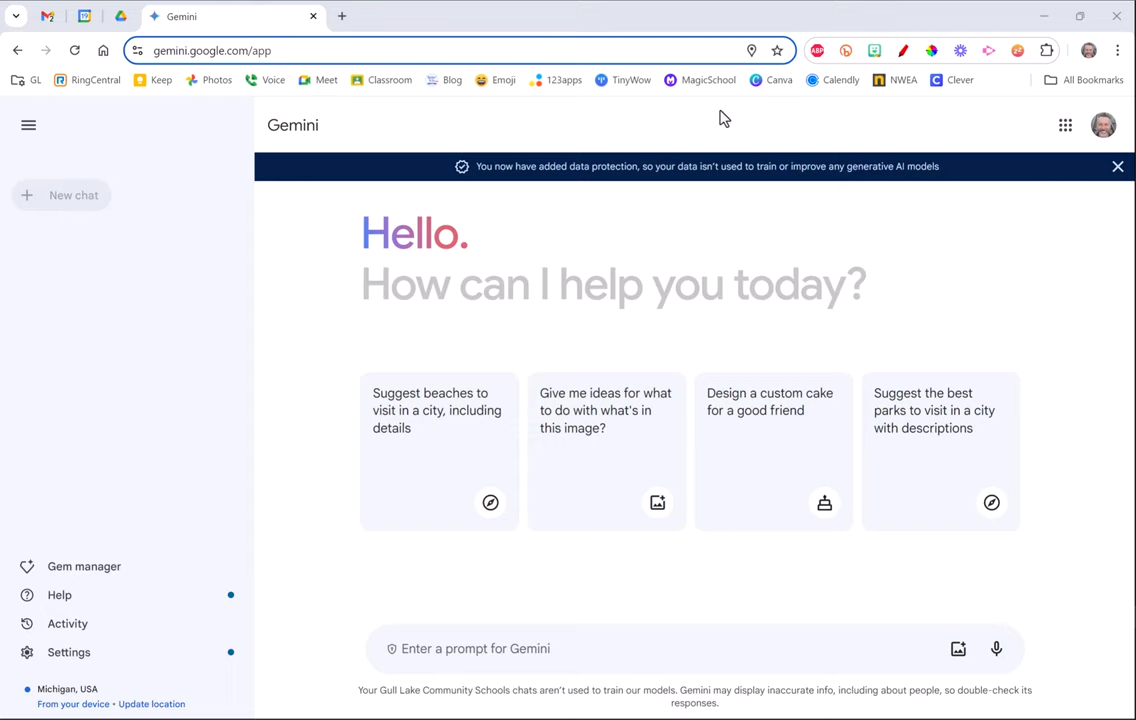 Gemini
gemini.google.com/app
GL
RingCentral
Keep
Photos
Voice
Meet
Classroom
Blog
Emoji
123apps
TinyWow
MagicSchool
Canva
Calendly
NWEA
Clever
All Bookmarks
Gemini
You now have added data protection, so your data isn't used to train or improve any generative AI models
New chat
Hello.
How can I help you today?
Suggest beaches to
visit in a city, including
details
Give me ideas for what
to do with what's in
this image?
Design a custom cake
for a good friend
Suggest the best
parks to visit in a city
with descriptions
Gem manager
Help
Activity
Settings
Michigan, USA
From your device • Update location
Enter a prompt for Gemini
Your Gull Lake Community Schools chats aren't used to train our models. Gemini may display inaccurate info, including about people, so double-check its
responses.